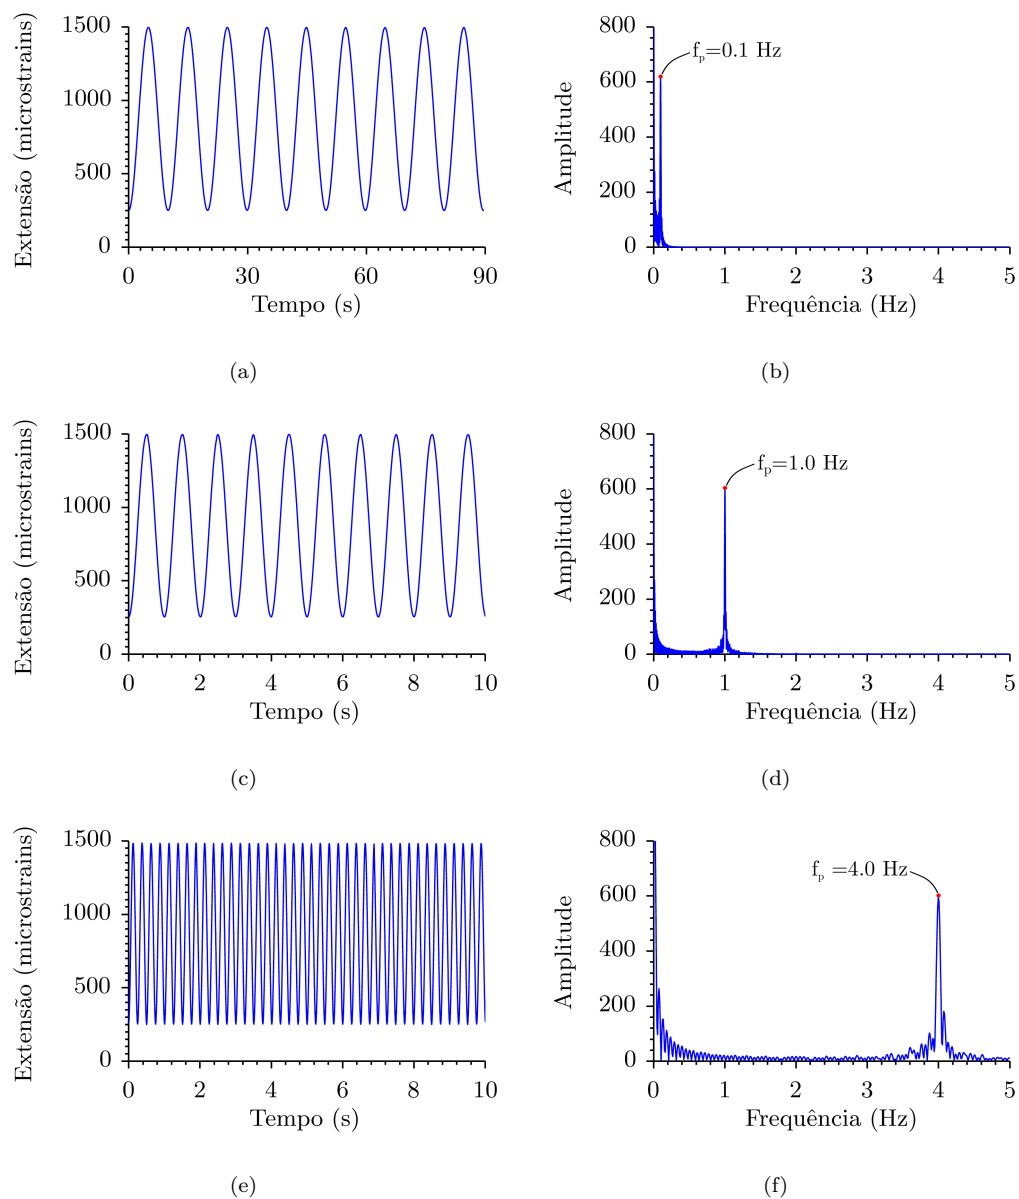 1500
1000
500
0
Extensão (microstrains)
0 30 60 90
Tempo (s)
(a)
800
600
400
200
0
Amplitude
f_p=0.1 Hz
0 1 2 3 4 5
Frequência (Hz)
(b)
1500
1000
500
0
Extensão (microstrains)
0 2 4 6 8 10
Tempo (s)
(c)
800
600
400
200
0
Amplitude
f_p=1.0 Hz
0 1 2 3 4 5
Frequência (Hz)
(d)
1500
1000
500
0
Extensão (microstrains)
0 2 4 6 8 10
Tempo (s)
(e)
800
600
400
200
0
Amplitude
f_p =4.0 Hz
0 1 2 3 4 5
Frequência (Hz)
(f)